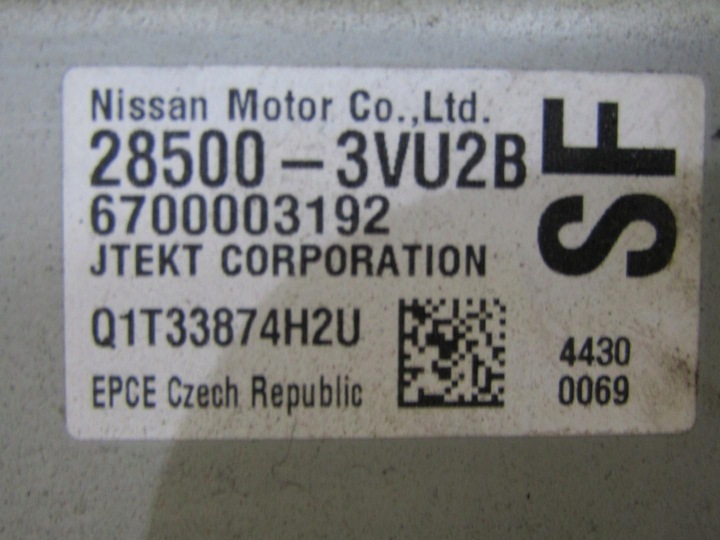 Nissan Motor Co.,Ltd.
28500-3VU2B
6700003192
JTEKT CORPORATION
SF
Q1T33874H2U
EPCE Czech Republic
4430
0069